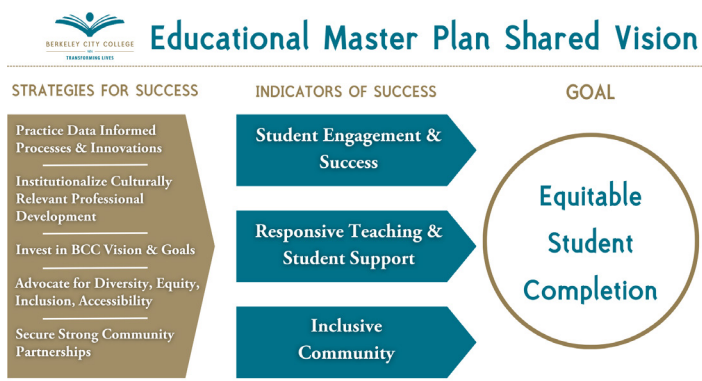 BERKELEY CITY COLLEGE
TRANSFORMING LIVES
Educational Master Plan Shared Vision
STRATEGIES FOR SUCCESS
Practice Data Informed
Processes & Innovations
Institutionalize Culturally
Relevant Professional
Development
Invest in BCC Vision & Goals
Advocate for Diversity, Equity,
Inclusion, Accessibility
Secure Strong Community
Partnerships
INDICATORS OF SUCCESS
Student Engagement &
Success
Responsive Teaching &
Student Support
Inclusive
Community
GOAL
Equitable
Student
Completion